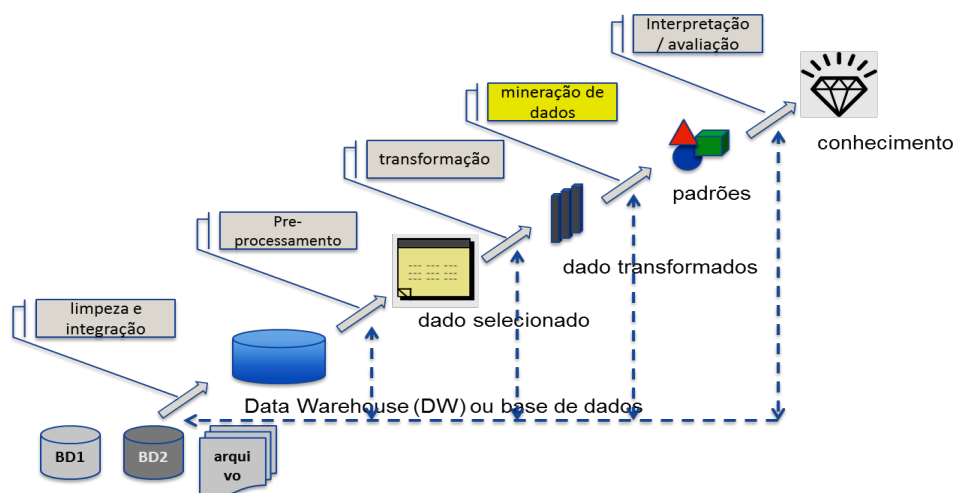 Interpretação
/ avaliação
conhecimento
mineração de
dados
padrões
transformação
dado transformados
Pre-
processamento
dado selecionado
limpeza e
integração
Data Warehouse (DW) ou base de dados
BD1
BD2
arqui
vo